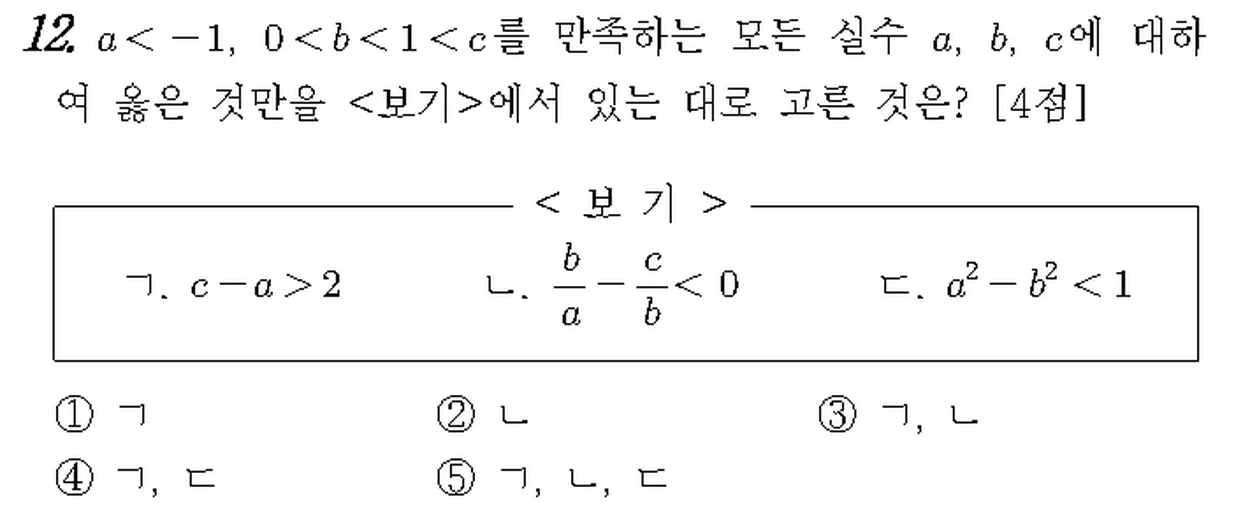 12. a < -1, 0 < b < 1 < c를 만족하는 모든 실수 a, b, c에 대하
여 옳은 것만을 <보기>에서 있는 대로 고른 것은? [4점]
< 보 기 >
ㄱ. c - a > 2 ㄴ. b/a - c/b < 0 ㄷ. a² - b² < 1
① ㄱ ② ㄴ ③ ㄱ, ㄴ
④ ㄱ, ㄷ ⑤ ㄱ, ㄴ, ㄷ